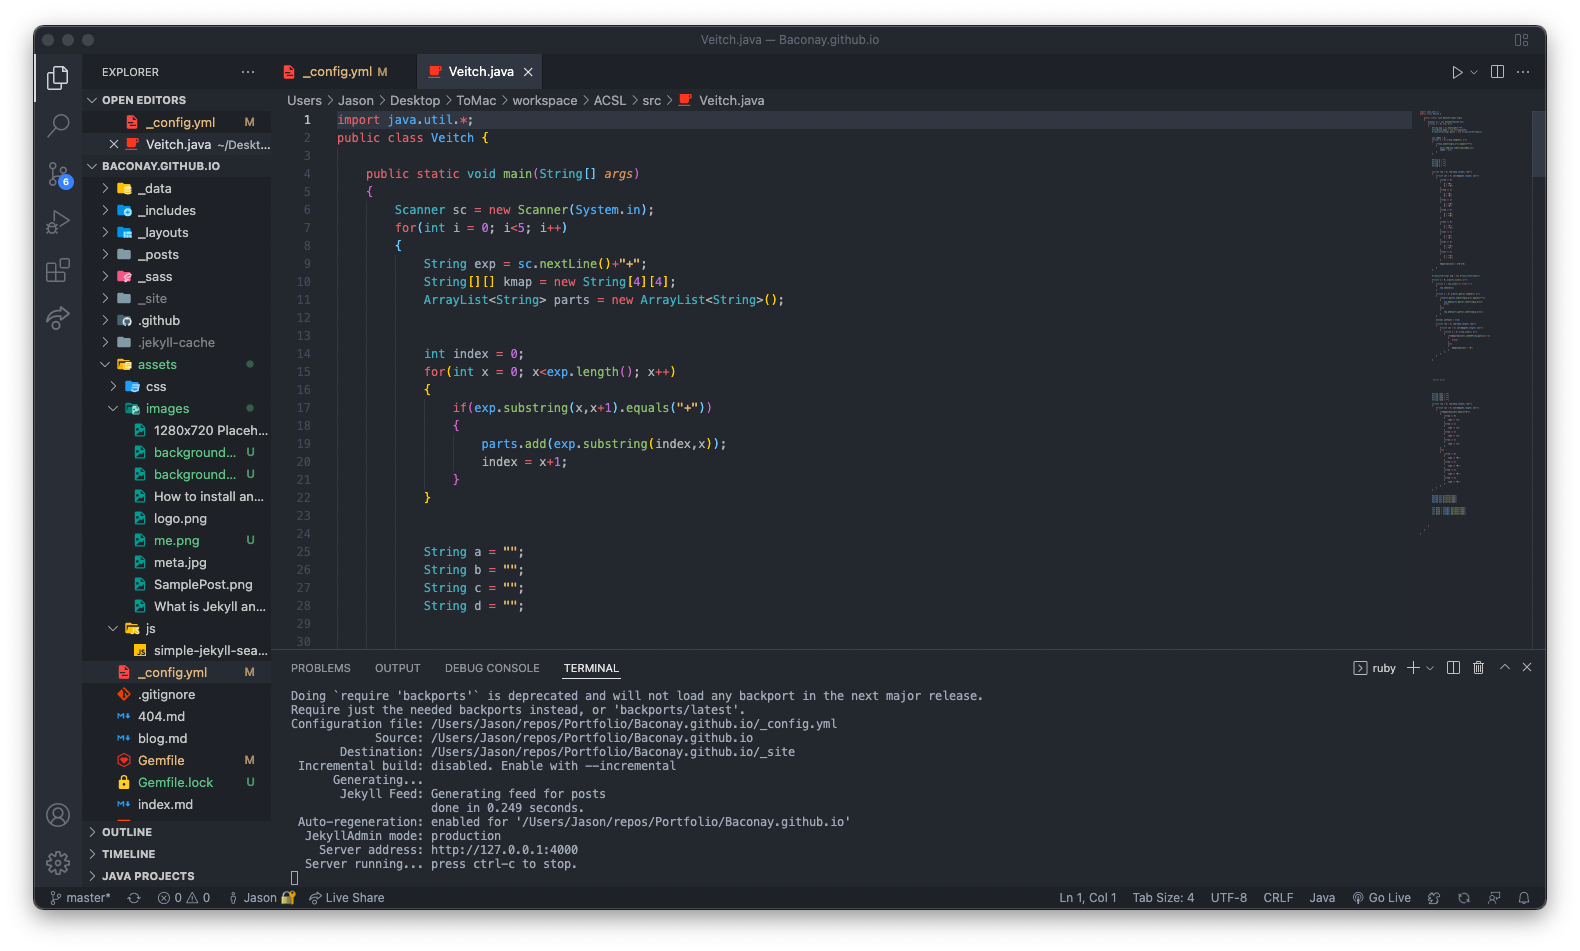 Veitch.java — Baconay.github.io
EXPLORER
OPEN EDITORS
_config.yml M
Veitch.java ~/Deskt...
BACONAY.GITHUB.IO
_data
_includes
_layouts
_posts
_sass
_site
.github
.jekyll-cache
assets
css
images
1280x720 Placeh...
background... U
background... U
How to install an...
logo.png
me.png U
meta.jpg
SamplePost.png
What is Jekyll an...
js
simple-jekyll-sea...
_config.yml M
.gitignore
404.md
blog.md
Gemfile M
Gemfile.lock U
index.md
OUTLINE
TIMELINE
JAVA PROJECTS
6
_config.yml M
Veitch.java
Users > Jason > Desktop > ToMac > workspace > ACSL > src > Veitch.java
1 import java.util.*;
2 public class Veitch {
3
4 public static void main(String[] args)
5 {
6 Scanner sc = new Scanner(System.in);
7 for(int i = 0; i<5; i++)
8 {
9 String exp = sc.nextLine()+"+";
10 String[][] kmap = new String[4][4];
11 ArrayList<String> parts = new ArrayList<String>();
12
13
14 int index = 0;
15 for(int x = 0; x<exp.length(); x++)
16 {
17 if(exp.substring(x,x+1).equals("+"))
18 {
19 parts.add(exp.substring(index,x));
20 index = x+1;
21 }
22 }
23
24
25 String a = "";
26 String b = "";
27 String c = "";
28 String d = "";
29
30
PROBLEMS OUTPUT DEBUG CONSOLE TERMINAL
ruby
Doing `require 'backports'` is deprecated and will not load any backport in the next major release.
Require just the needed backports instead, or 'backports/latest'.
Configuration file: /Users/Jason/repos/Portfolio/Baconay.github.io/_config.yml
Source: /Users/Jason/repos/Portfolio/Baconay.github.io
Destination: /Users/Jason/repos/Portfolio/Baconay.github.io/_site
Incremental build: disabled. Enable with --incremental
Generating...
Jekyll Feed: Generating feed for posts
done in 0.249 seconds.
Auto-regeneration: enabled for '/Users/Jason/repos/Portfolio/Baconay.github.io'
JekyllAdmin mode: production
Server address: http://127.0.0.1:4000
Server running... press ctrl-c to stop.
master* 0 0 Jason Live Share Ln 1, Col 1 Tab Size: 4 UTF-8 CRLF Java Go Live